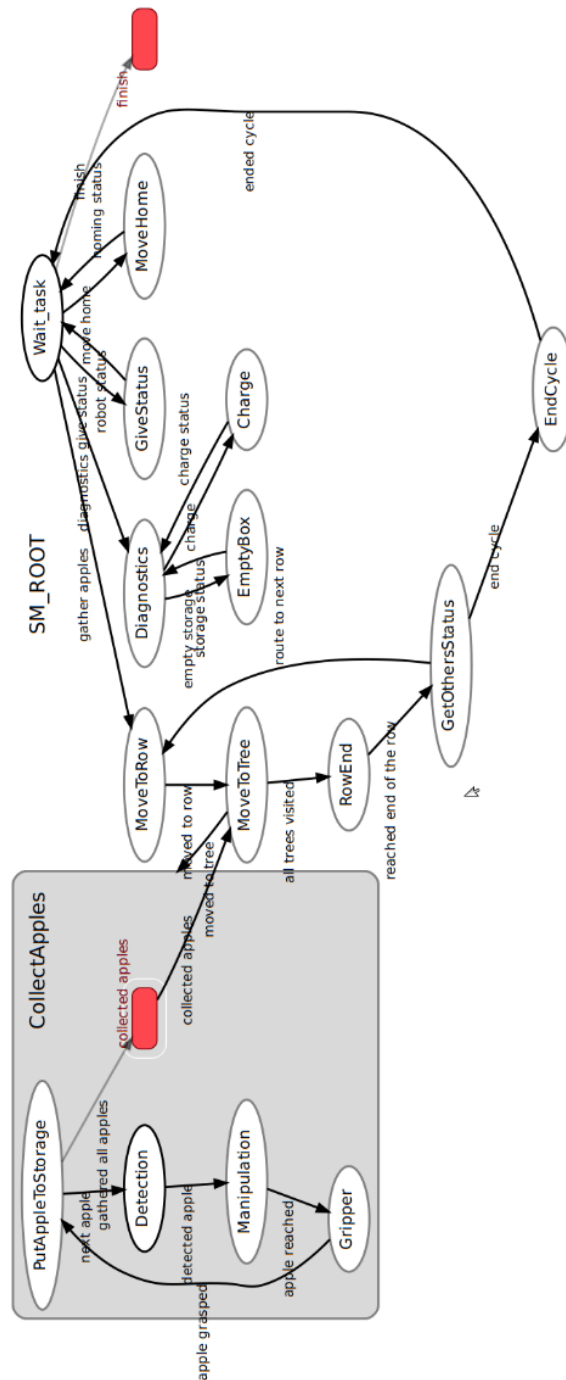 SM_ROOT
Wait_task
finish
finish
homing status
move home
robot status
give status
diagnostics
gather apples
MoveHome
GiveStatus
Diagnostics
MoveToRow
charge status
charge
empty storage
storage status
Charge
EmptyBox
ended cycle
route to next row
moved to row
moved to tree
MoveToTree
all trees visited
RowEnd
reached end of the row
GetOthersStatus
end cycle
EndCycle
CollectApples
collected apples
collected apples
PutAppleToStorage
gathered all apples
next apple
Detection
detected apple
Manipulation
apple reached
Gripper
apple grasped